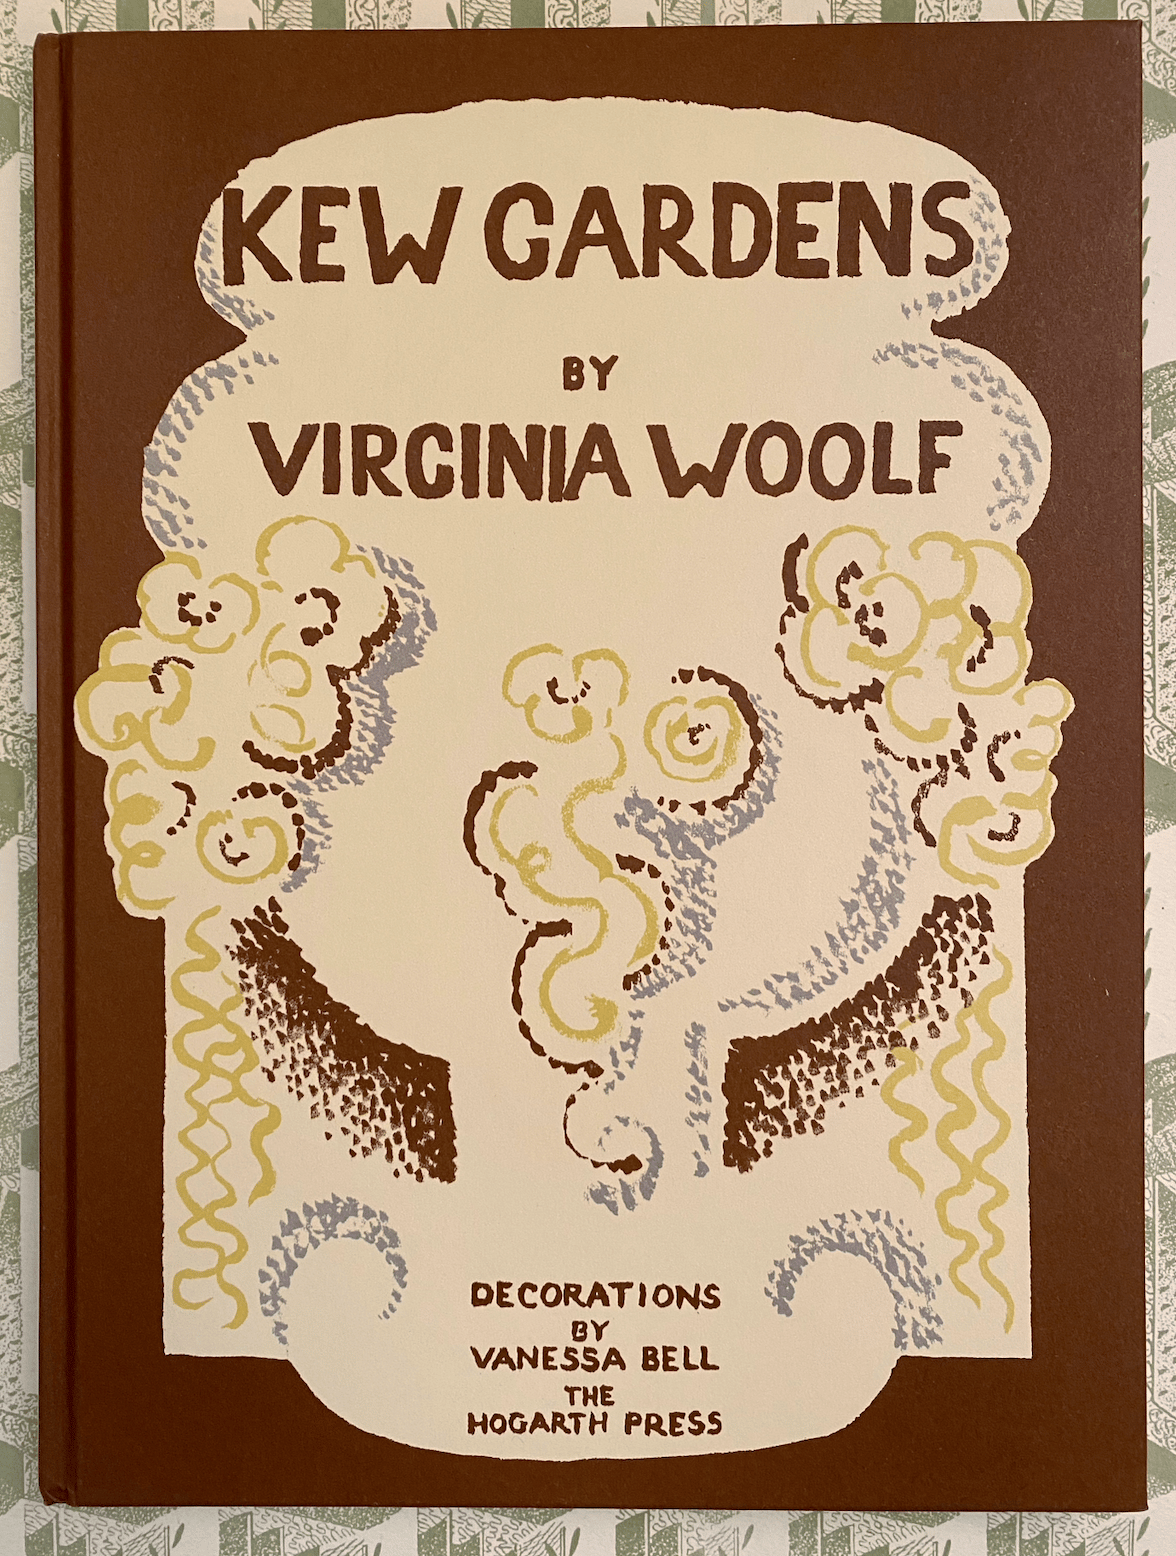 KEW GARDENS
BY
VIRGINIA WOOLF
DECORATIONS
BY
VANESSA BELL
THE
HOGARTH PRESS